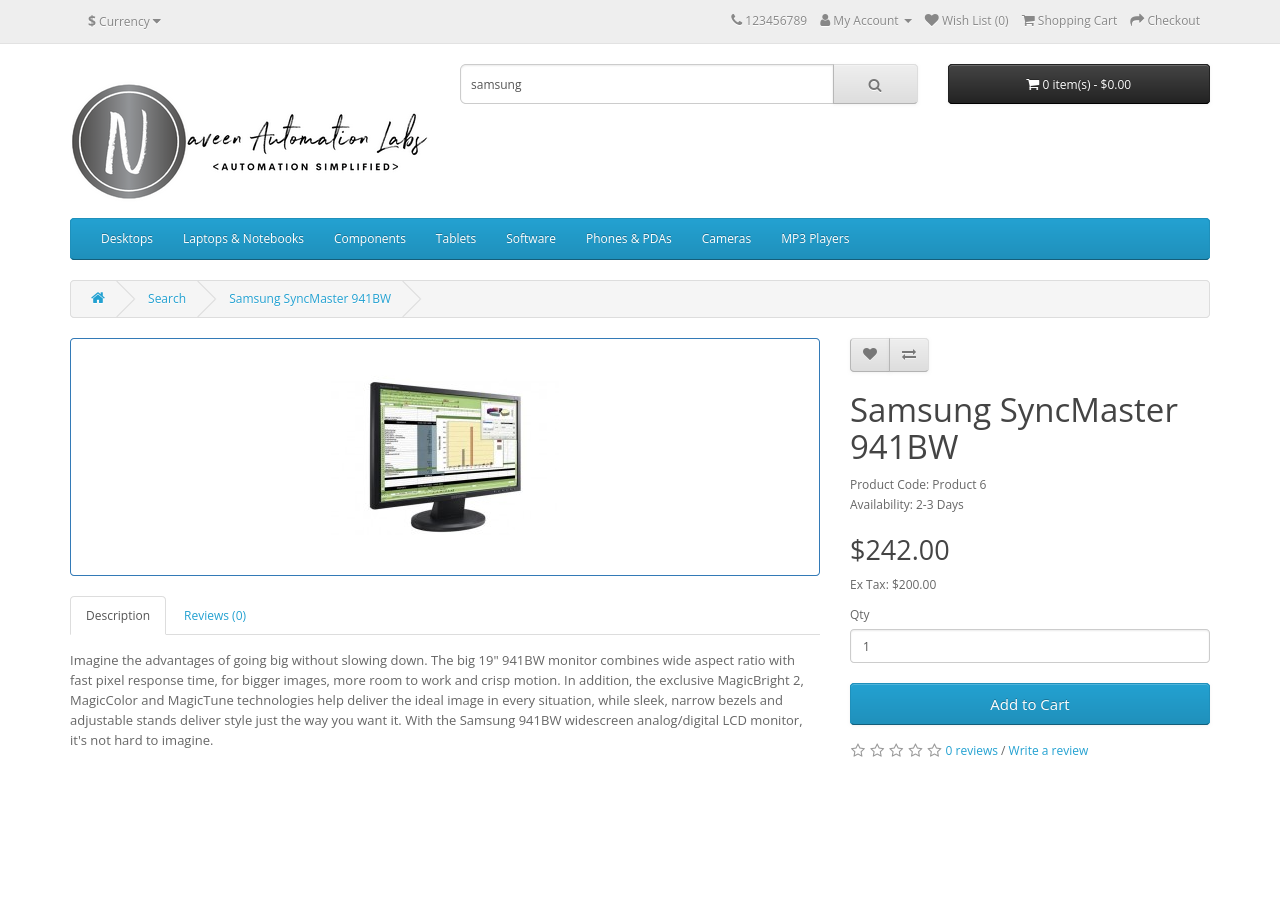 $ Currency
123456789 My Account Wish List (0) Shopping Cart Checkout
samsung
0 item(s) - $0.00
N aveen Automation Labs
<AUTOMATION SIMPLIFIED>
Desktops Laptops & Notebooks Components Tablets Software Phones & PDAs Cameras MP3 Players
Search Samsung SyncMaster 941BW
Samsung SyncMaster
941BW
Product Code: Product 6
Availability: 2-3 Days
$242.00
Ex Tax: $200.00
Qty
1
Add to Cart
0 reviews / Write a review
Description Reviews (0)
Imagine the advantages of going big without slowing down. The big 19" 941BW monitor combines wide aspect ratio with
fast pixel response time, for bigger images, more room to work and crisp motion. In addition, the exclusive MagicBright 2,
MagicColor and MagicTune technologies help deliver the ideal image in every situation, while sleek, narrow bezels and
adjustable stands deliver style just the way you want it. With the Samsung 941BW widescreen analog/digital LCD monitor,
it's not hard to imagine.